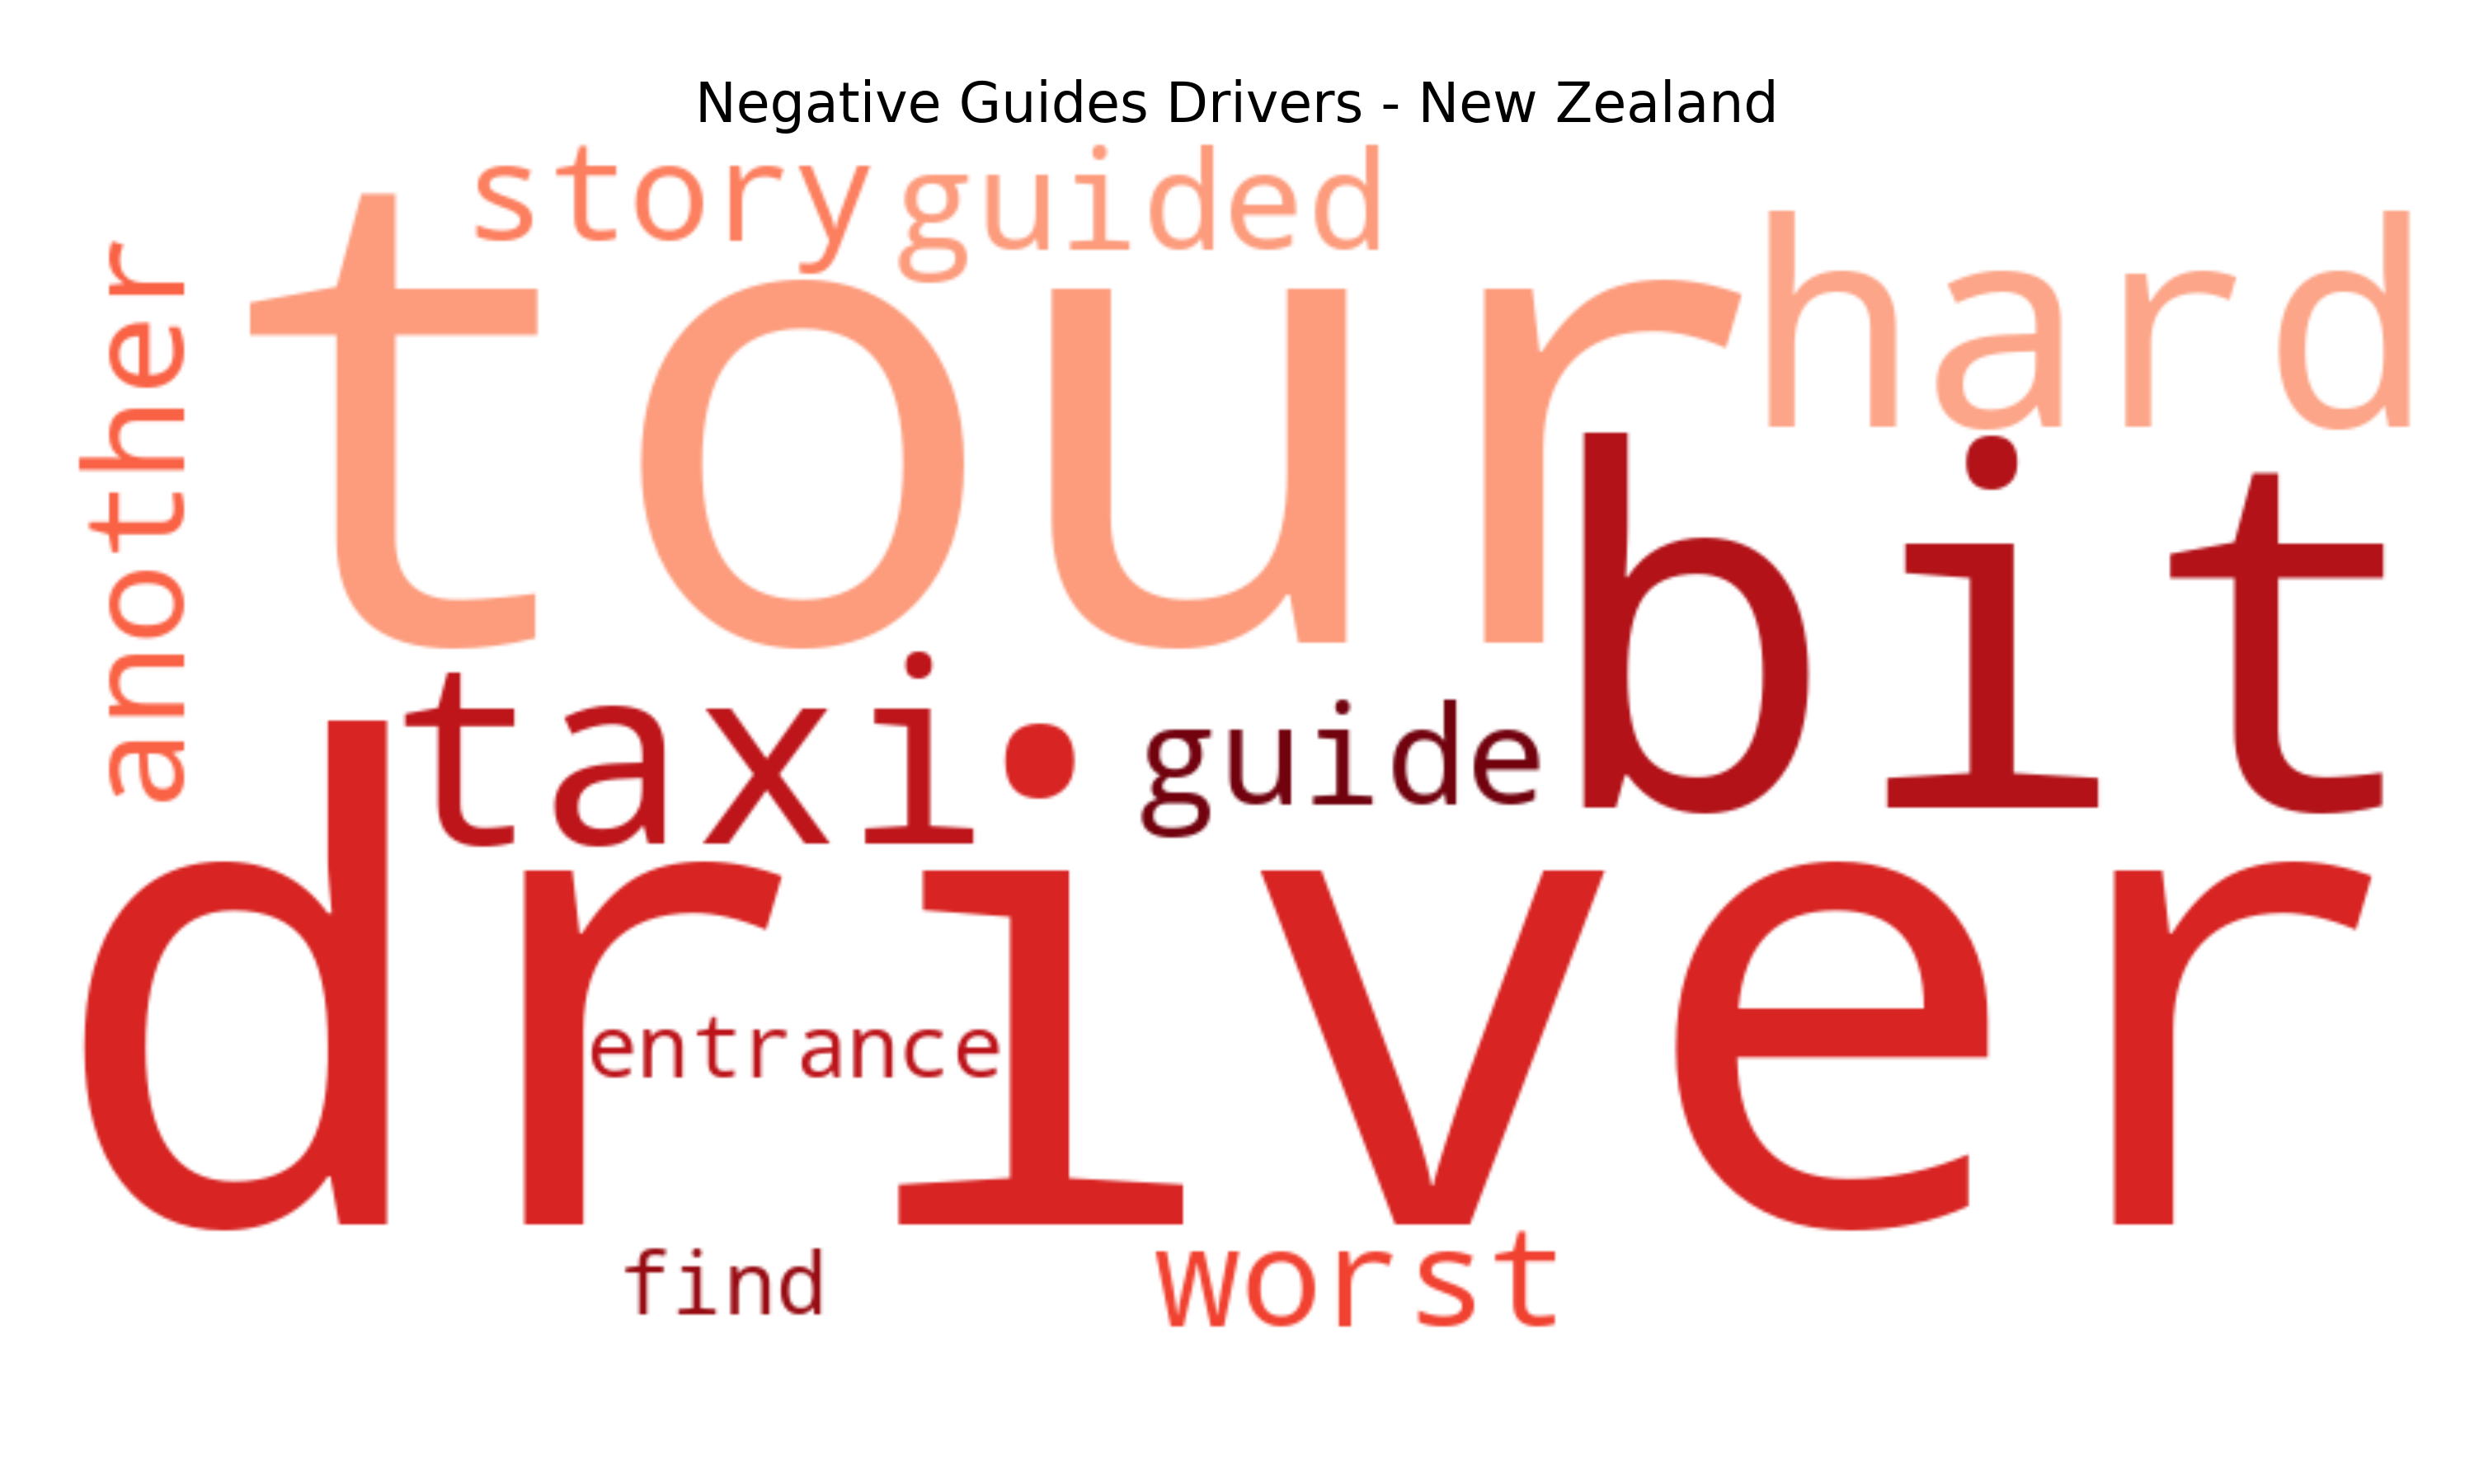 Negative Guides Drivers - New Zealand
story guided
another
tour
hard
bit
taxi
guide
driver
entrance
find
worst